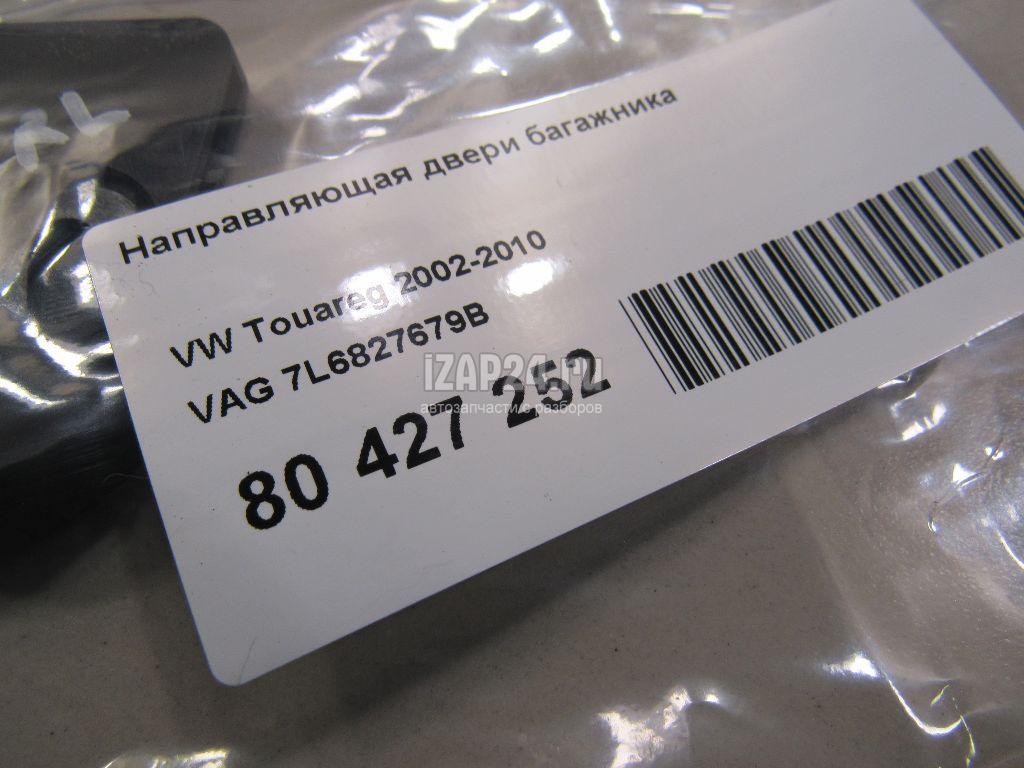 Направляющая двери багажника
VW Touareg 2002-2010
VAG 7L6827679B
iZAP24.ru
автозапчасти с разборов
80 427 252